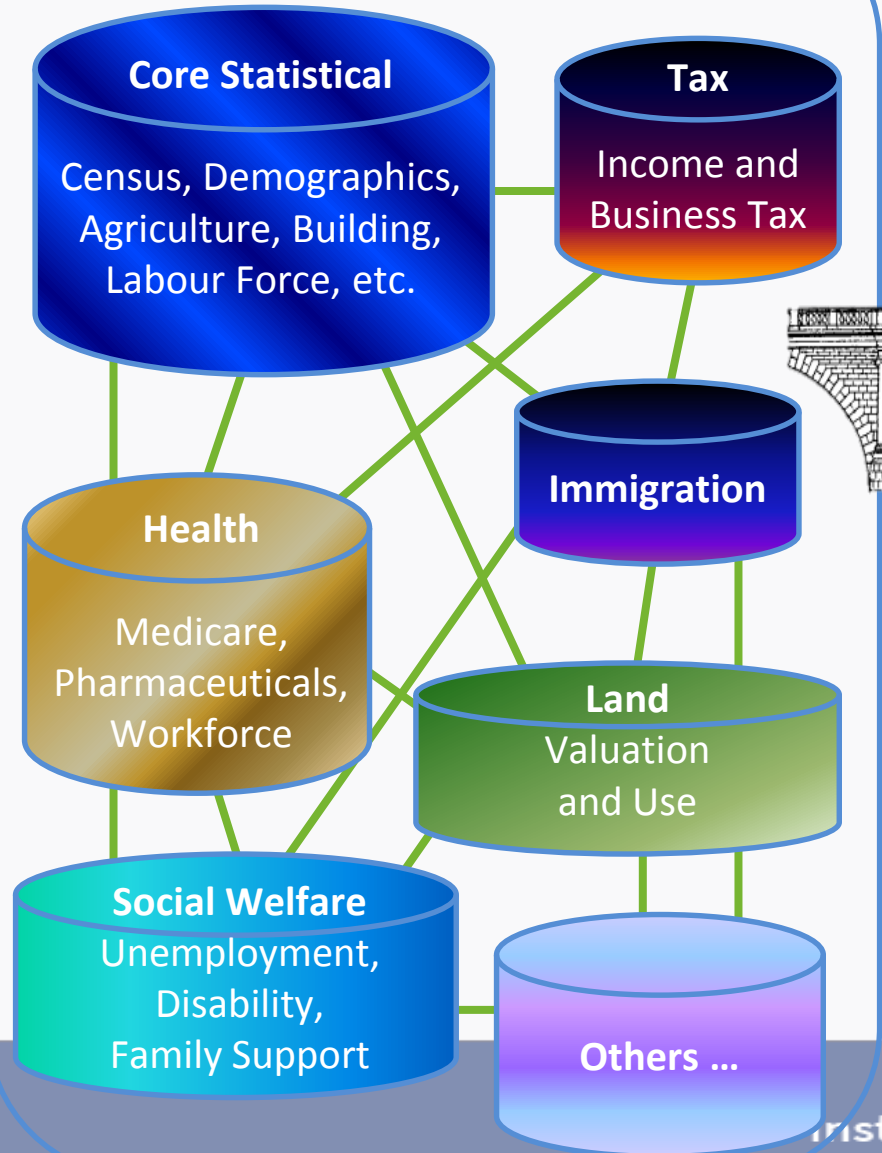 Core Statistical
Census, Demographics,
Agriculture, Building,
Labour Force, etc.
Tax
Income and
Business Tax
Immigration
Health
Medicare,
Pharmaceuticals,
Workforce
Land
Valuation
and Use
Social Welfare
Unemployment,
Disability,
Family Support
Others ...